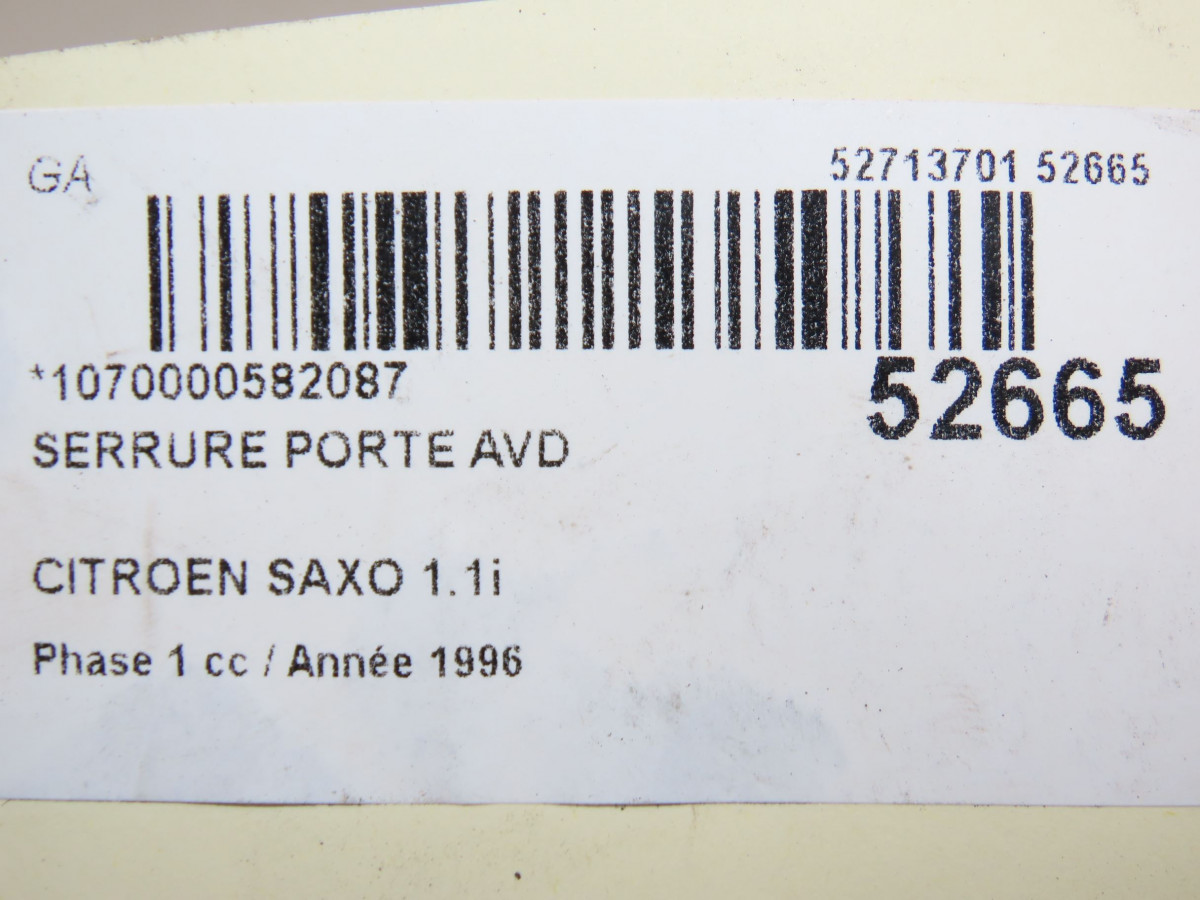 GA
52713701 52665
*1070000582087
52665
SERRURE PORTE AVD
CITROEN SAXO 1.1i
Phase 1 cc / Année 1996